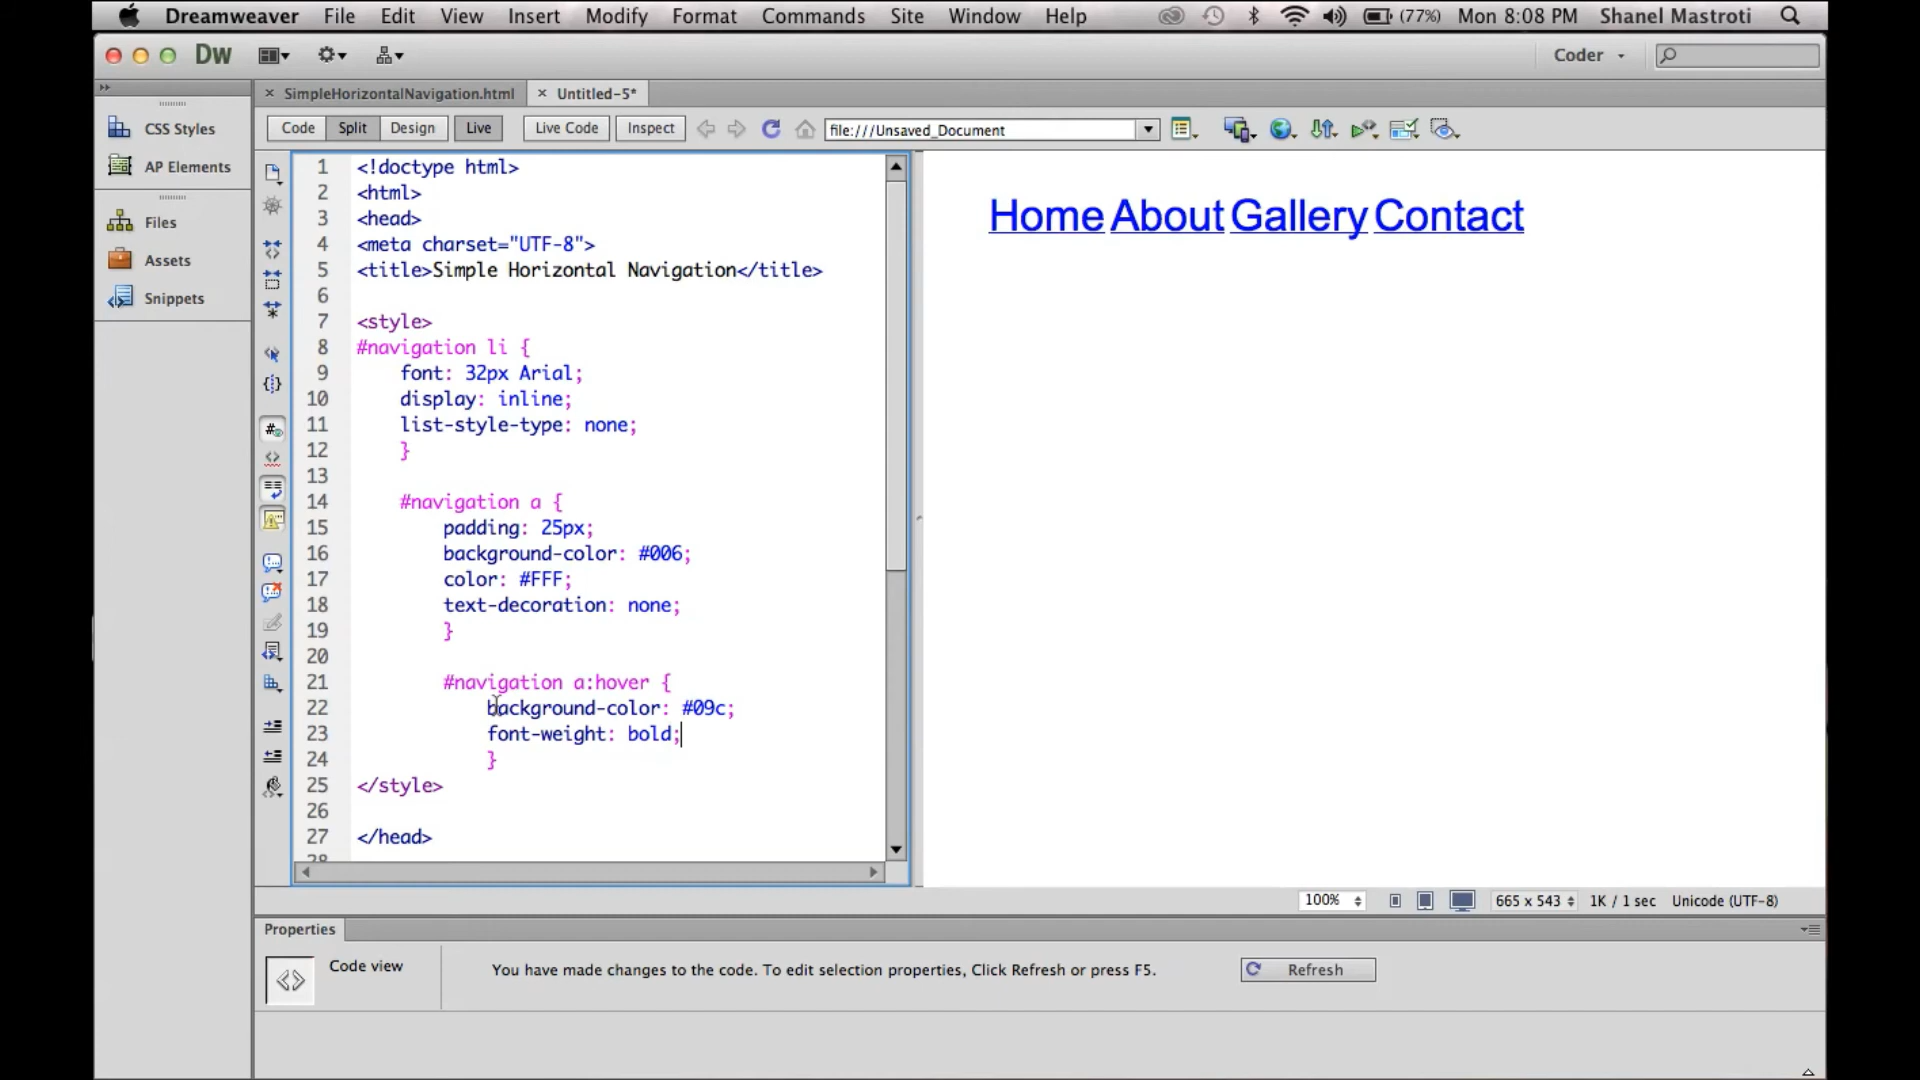 Dreamweaver File Edit View Insert Modify Format Commands Site Window Help (77%) Mon 8:08 PM Shanel Mastroti
Dw Coder
SimpleHorizontalNavigation.html Untitled-5*
Code Split Design Live Live Code Inspect file:///Unsaved_Document
CSS Styles
AP Elements
Files
Assets
Snippets
1 <!doctype html>
2 <html>
3 <head>
4 <meta charset="UTF-8">
5 <title>Simple Horizontal Navigation</title>
6
7 <style>
8 #navigation li {
9 font: 32px Arial;
10 display: inline;
11 list-style-type: none;
12 }
13
14 #navigation a {
15 padding: 25px;
16 background-color: #006;
17 color: #FFF;
18 text-decoration: none;
19 }
20
21 #navigation a:hover {
22 background-color: #09c;
23 font-weight: bold;
24 }
25 </style>
26
27 </head>
28
Home About Gallery Contact
100% 665 x 543 1K / 1 sec Unicode (UTF-8)
Properties
Code view You have made changes to the code. To edit selection properties, Click Refresh or press F5. Refresh